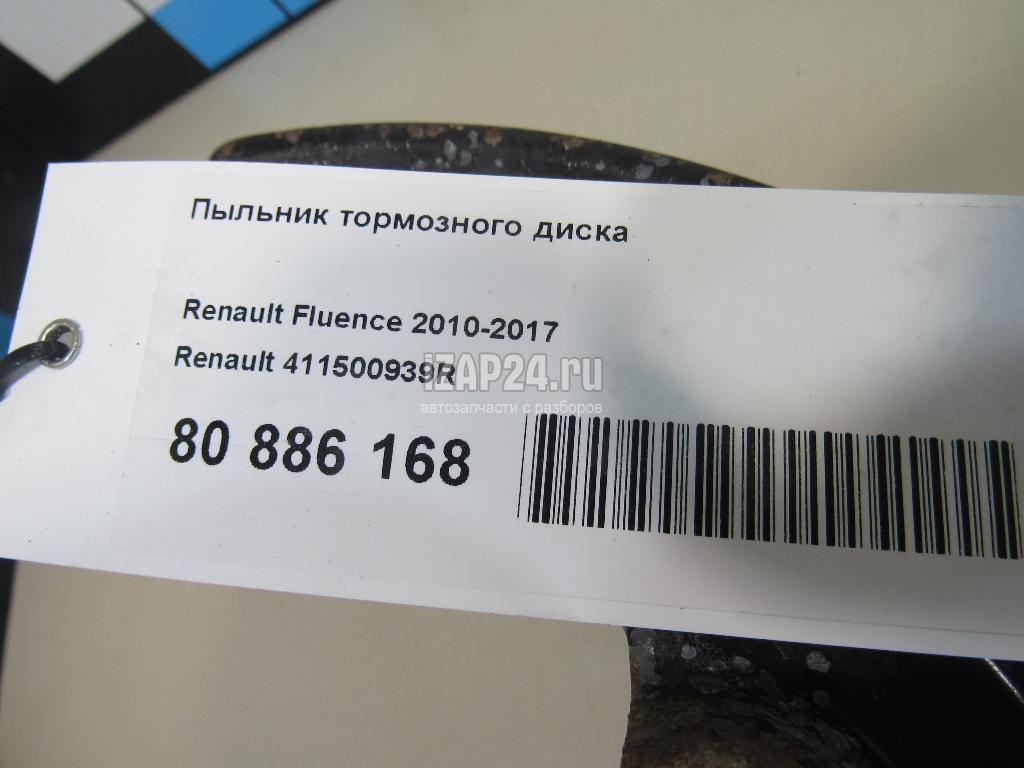 Пыльник тормозного диска
Renault Fluence 2010-2017
Renault 411500939R
iZAP24.ru
автозапчасти с разборов
80 886 168